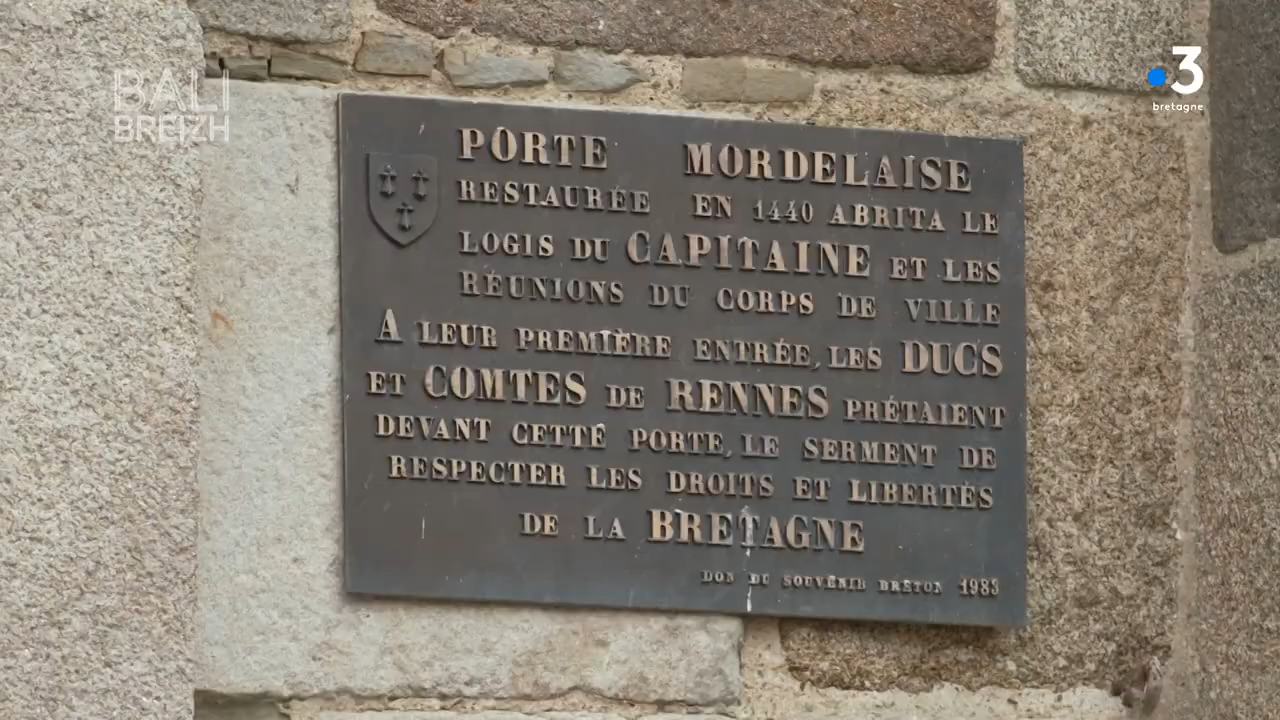 BALI
BREIZH
3
bretagne
PORTE MORDELAISE
RESTAURÉE EN 1440 ABRITA LE
LOGIS DU CAPITAINE ET LES
RÉUNIONS DU CORPS DE VILLE
A LEUR PREMIÈRE ENTRÉE, LES DUCS
ET COMTES DE RENNES PRÉTAIENT
DEVANT CETTE PORTE, LE SERMENT DE
RESPECTER LES DROITS ET LIBERTÉS
DE LA BRETAGNE
DON DU SOUVENIR BRETON 1983